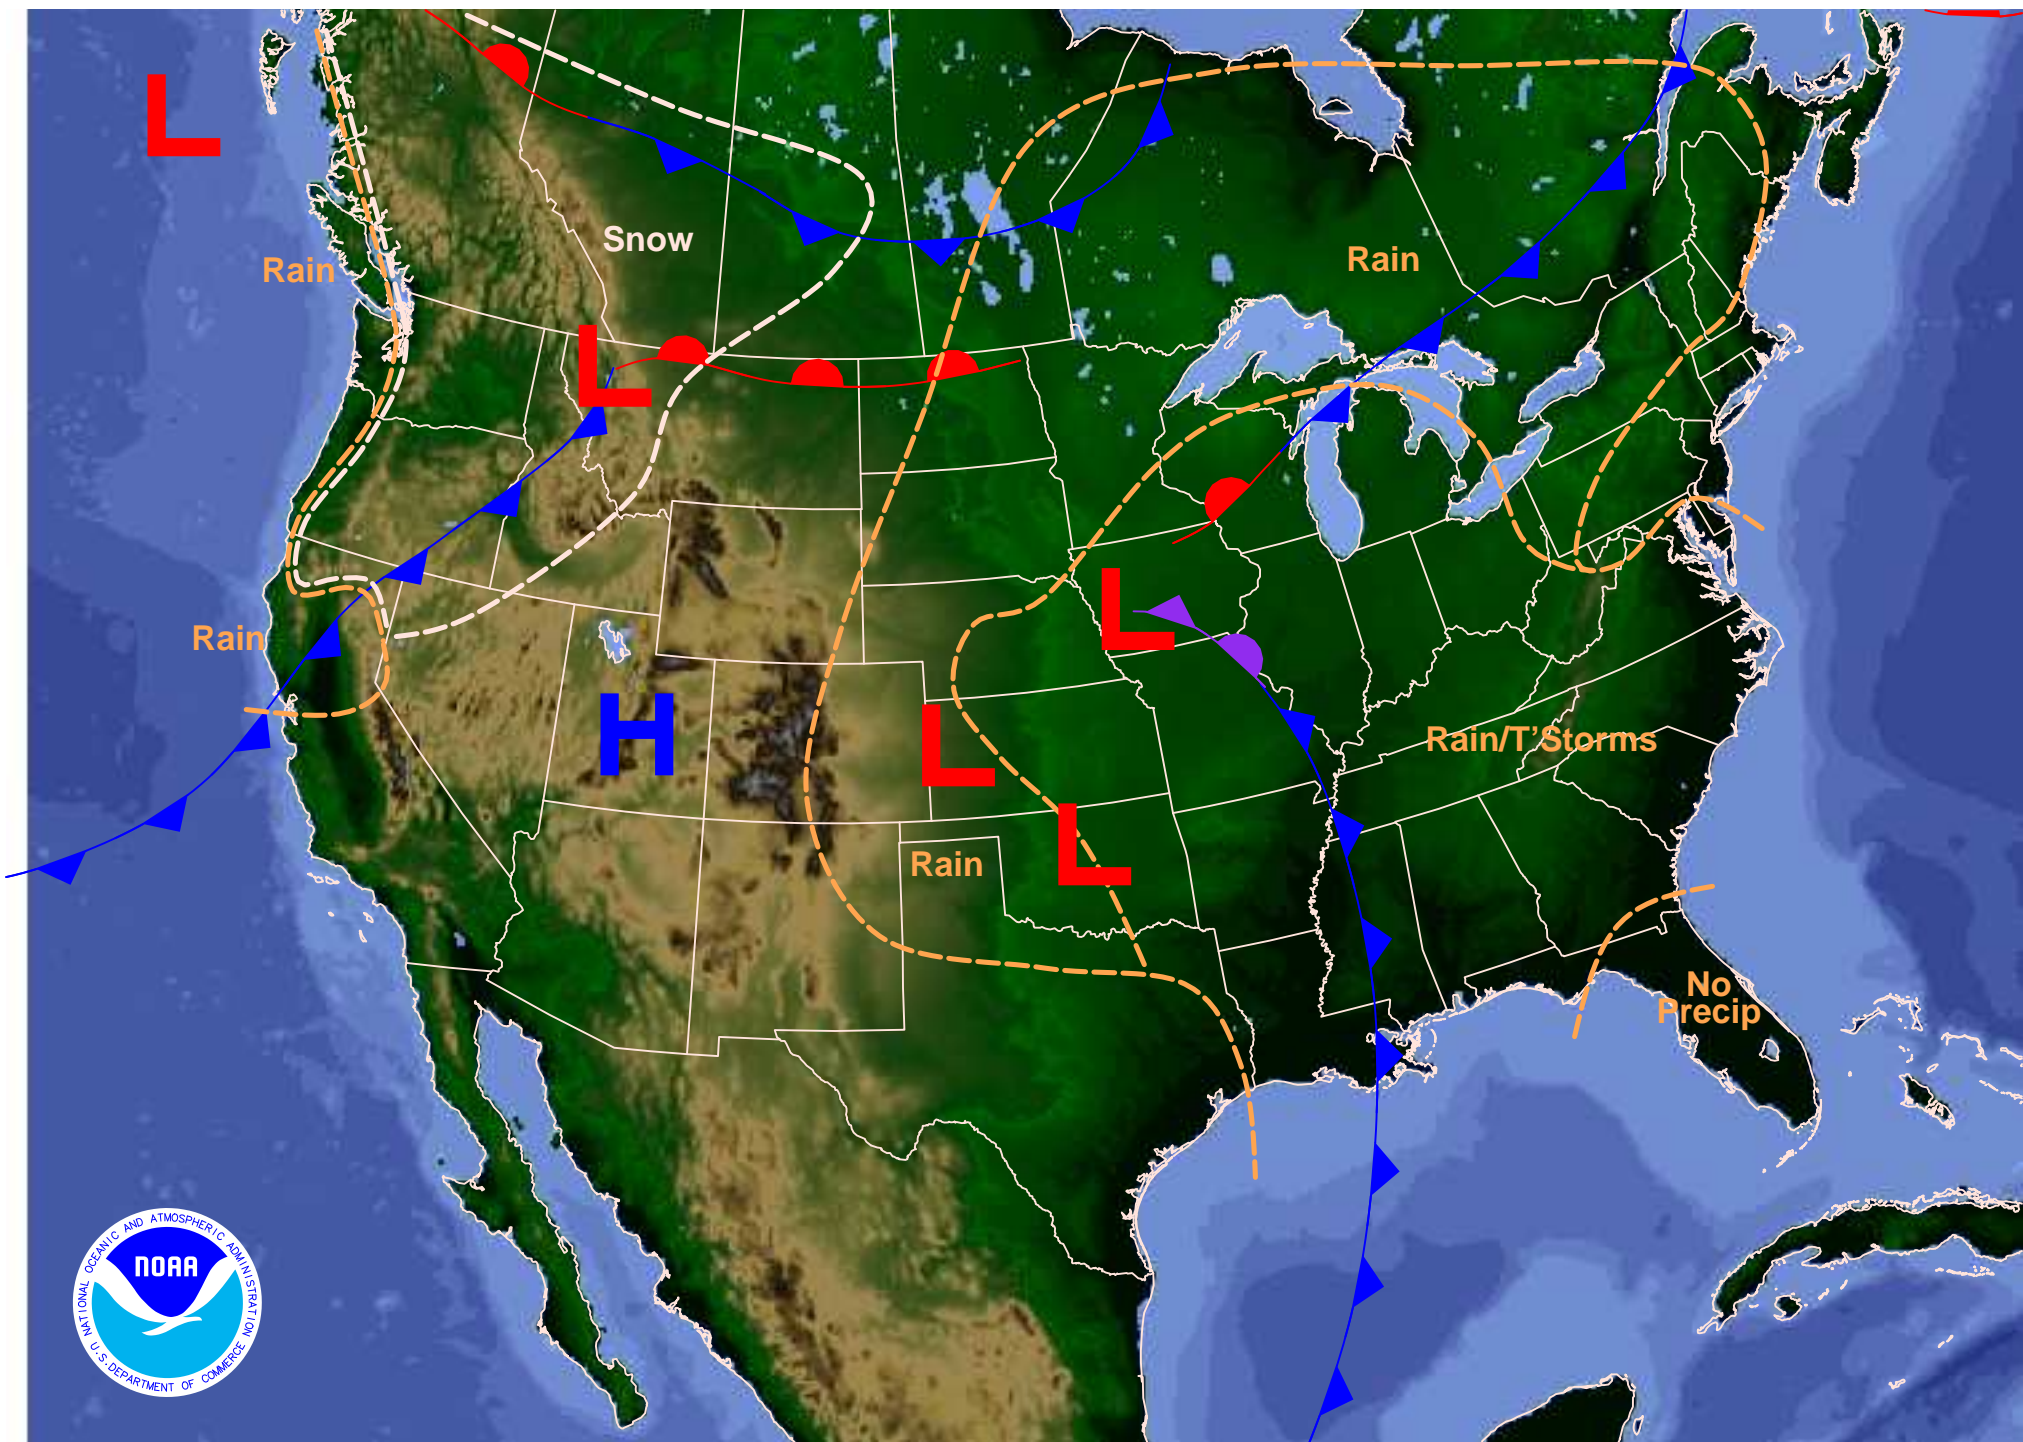 L
Snow
Rain
Rain
L
Rain
L
H
L
Rain/T'Storms
L
Rain
No
Precip
NATIONAL OCEANIC AND ATMOSPHERIC ADMINISTRATION
NOAA
U.S. DEPARTMENT OF COMMERCE